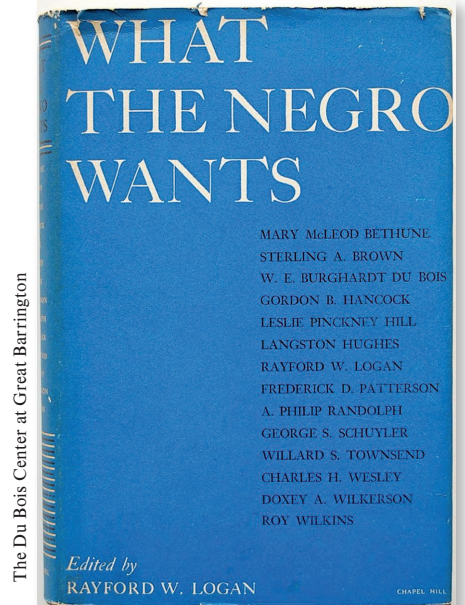 WHAT
THE NEGRO
WANTS
MARY McLEOD BETHUNE
STERLING A. BROWN
W. E. BURGHARDT DU BOIS
GORDON B. HANCOCK
LESLIE PINCKNEY HILL
LANGSTON HUGHES
RAYFORD W. LOGAN
FREDERICK D. PATTERSON
A. PHILIP RANDOLPH
GEORGE S. SCHUYLER
WILLARD S. TOWNSEND
CHARLES H. WESLEY
DOXEY A. WILKERSON
ROY WILKINS
Edited by
RAYFORD W. LOGAN
CHAPEL HILL
The Du Bois Center at Great Barrington